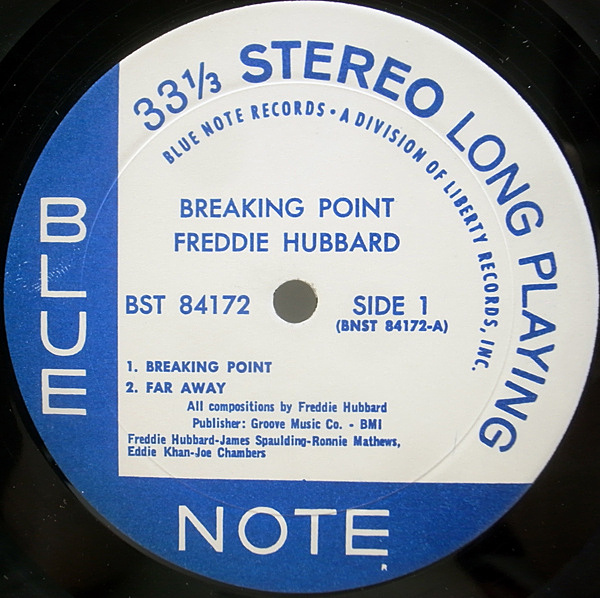 33⅓ STEREO LONG PLAYING
BLUE NOTE RECORDS • A DIVISION OF LIBERTY RECORDS, INC.
BREAKING POINT
FREDDIE HUBBARD
BST 84172
SIDE 1
(BNST 84172-A)
1. BREAKING POINT
2. FAR AWAY
All compositions by Freddie Hubbard
Publisher: Groove Music Co. - BMI
Freddie Hubbard-James Spaulding-Ronnie Mathews,
Eddie Khan-Joe Chambers
BLUE
NOTE
R